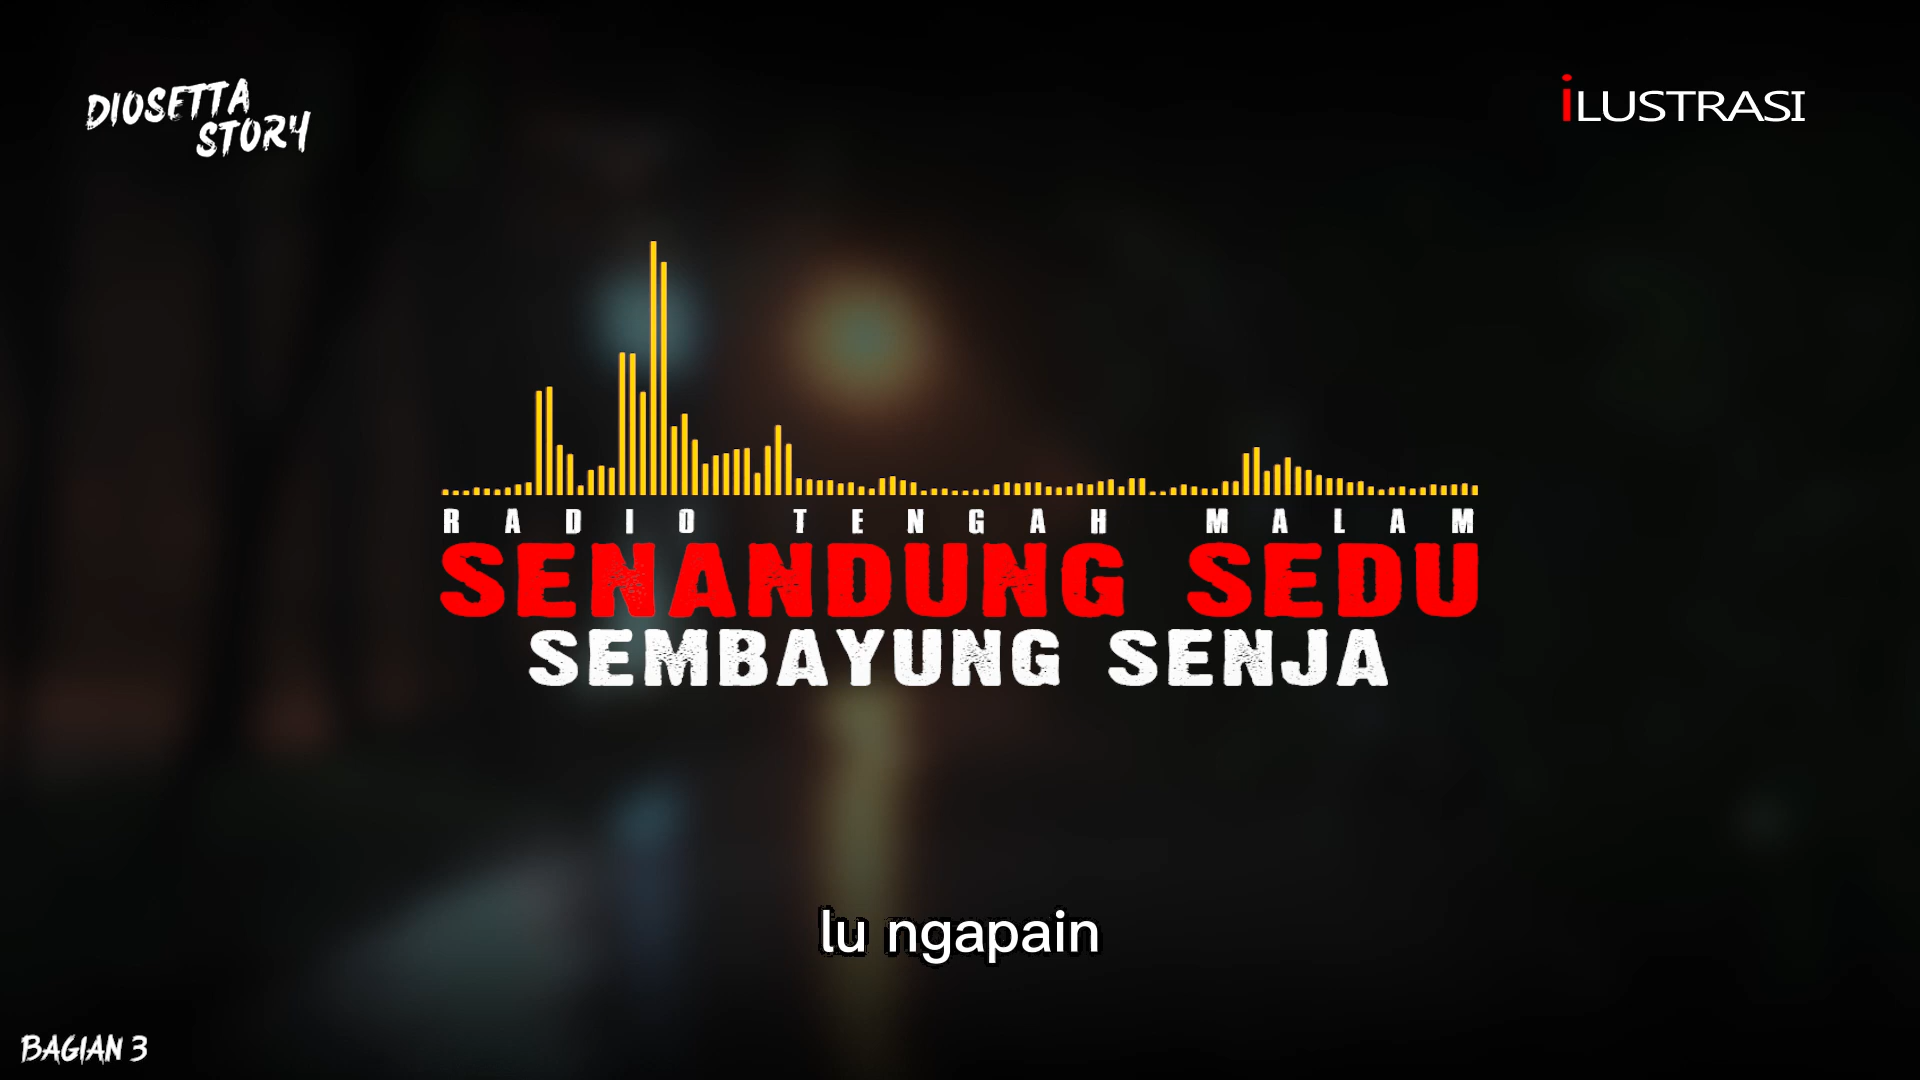 DIOSETTA
STORY
iLUSTRASI
RADIO TENGAH MALAM
SENANDUNG SEDU
SEMBAYUNG SENJA
lu ngapain
BAGIAN 3